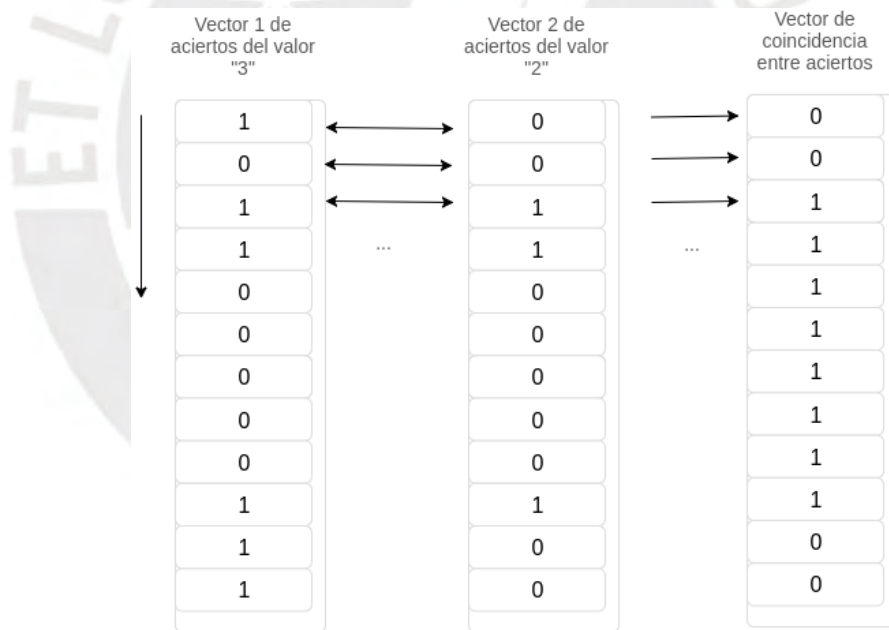 Vector 1 de
aciertos del valor
"3"
Vector 2 de
aciertos del valor
"2"
Vector de
coincidencia
entre aciertos
1 0 0
0 0 0
1 1 1
1 ... 1 ... 1
0 0 1
0 0 1
0 0 1
0 0 1
0 0 1
1 1 1
1 0 0
1 0 0
ET L